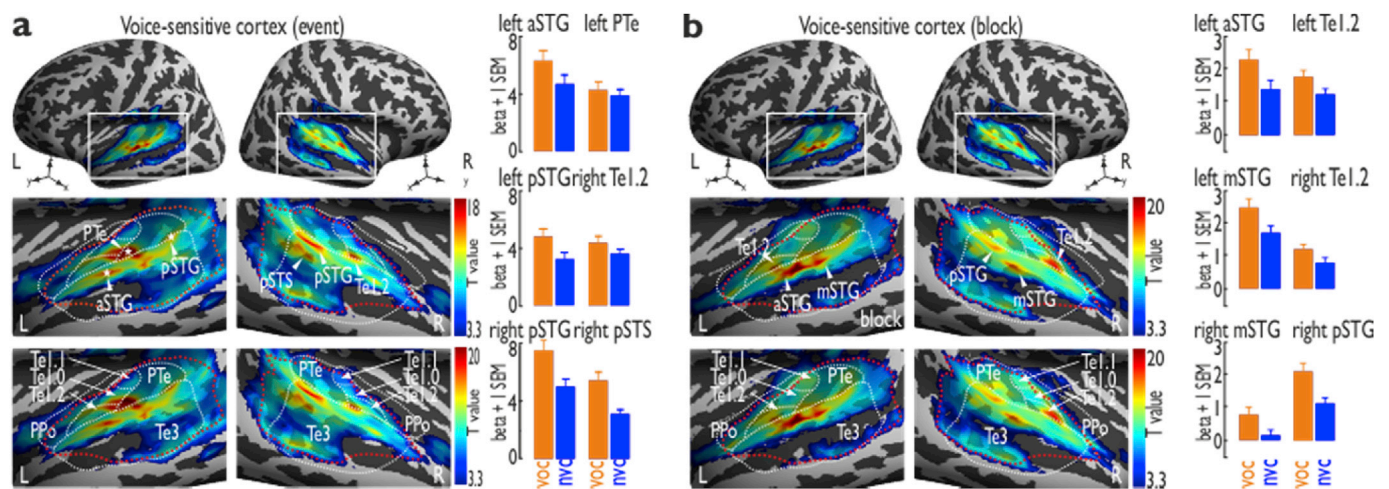 a
Voice-sensitive cortex (event)
L
y
x
R
y
x
PTe
pSTG
aSTG
L
pSTS
pSTG
Te1.2
R
18
T value
3.3
Te1.1
Te1.0
Te1.2
PTe
PPo
Te3
L
PTe
Te1.1
Te1.0
Te1.2
PPo
Te3
R
20
T value
3.3
left aSTG left PTe
beta + 1 SEM
8
4
0
left pSTG right Te1.2
beta + 1 SEM
8
4
0
right pSTG right pSTS
beta + 1 SEM
8
4
0
voc
nvc
b
Voice-sensitive cortex (block)
L
y
x
R
y
x
Te1.2
aSTG
mSTG
L
block
pSTG
mSTG
Te1.2
R
20
T value
3.3
Te1.1
Te1.0
Te1.2
PTe
PPo
Te3
L
PTe
Te1.1
Te1.0
Te1.2
PPo
Te3
R
20
T value
3.3
left aSTG left Te1.2
beta + 1 SEM
3
2
1
0
left mSTG right Te1.2
beta + 1 SEM
3
2
1
0
right mSTG right pSTG
beta + 1 SEM
3
2
1
0
voc
nvc
voc
nvc